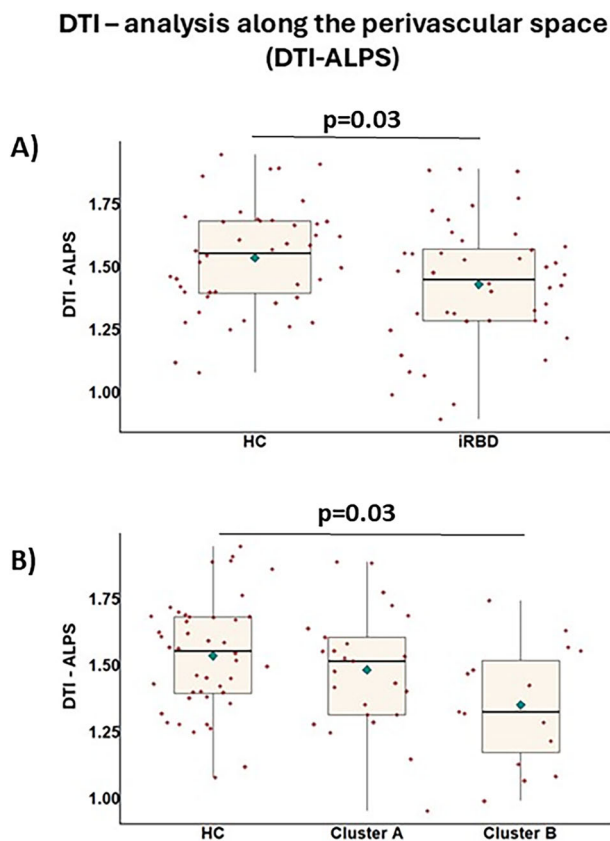 DTI – analysis along the perivascular space
(DTI-ALPS)
A)
p=0.03
DTI - ALPS
1.75
1.50
1.25
1.00
HC
iRBD
B)
p=0.03
DTI - ALPS
1.75
1.50
1.25
1.00
HC
Cluster A
Cluster B